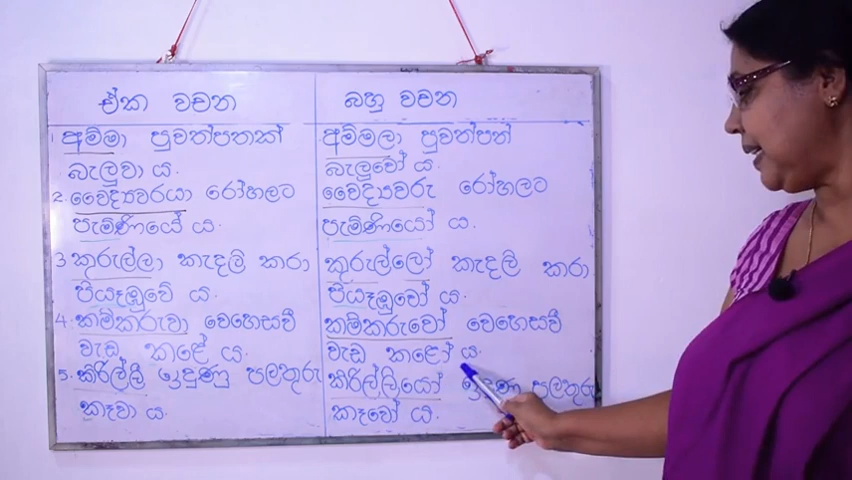 ඒක වචන
බහු වචන
1 අම්මා පුවත්පතක්
බැලුවා ය.
අම්මලා පුවත්පත්
බැලුවෝ ය.
2. වෛද්‍යවරයා රෝහලට
පැමිණියේ ය.
වෛද්‍යවරු රෝහලට
පැමිණියෝ ය.
3 කුරුල්ලා කැදලි කරා
පියෑඹුවේ ය.
කුරුල්ලෝ කැදලි කරා
පියෑඹුවෝ ය.
4. කම්කරුවා වෙහෙසවී
වැඩ කළේ ය.
කම්කරුවෝ වෙහෙසවී
වැඩ කළෝ ය.
5. කිරිල්ලී ඉදුණු පලතුරු
කෑවා ය.
කිරිල්ලියෝ ඉදුණු පලතුරු
කෑවෝ ය.